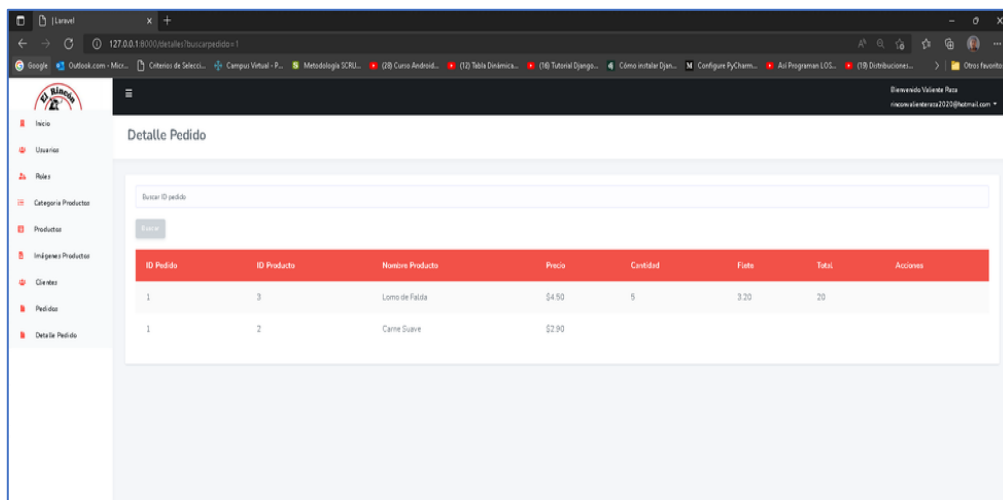 | Laravel
127.0.0.1:8000/detalles?buscarpedido=1
Google Outlook.com - Micr... Criterios de Selecci... Campus Virtual - P... Metodología SCRU... (28) Curso Android... (12) Tabla Dinámica... (16) Tutorial Django... Cómo instalar Djan... Configure PyCharm... Así Programan LOS... (19) Distribuciones... Otros favoritos
El Rincón
Bienvenido Valiente Raza
rinconvalienteraza2020@hotmail.com
Inicio
Usuarios
Roles
Categoria Productos
Productos
Imágenes Productos
Clientes
Pedidos
Detalle Pedido
Detalle Pedido
Buscar ID pedido
Buscar
ID Pedido ID Producto Nombre Producto Precio Cantidad Flete Total Acciones
1 3 Lomo de Falda $4.50 5 3.20 20
1 2 Carne Suave $2.90